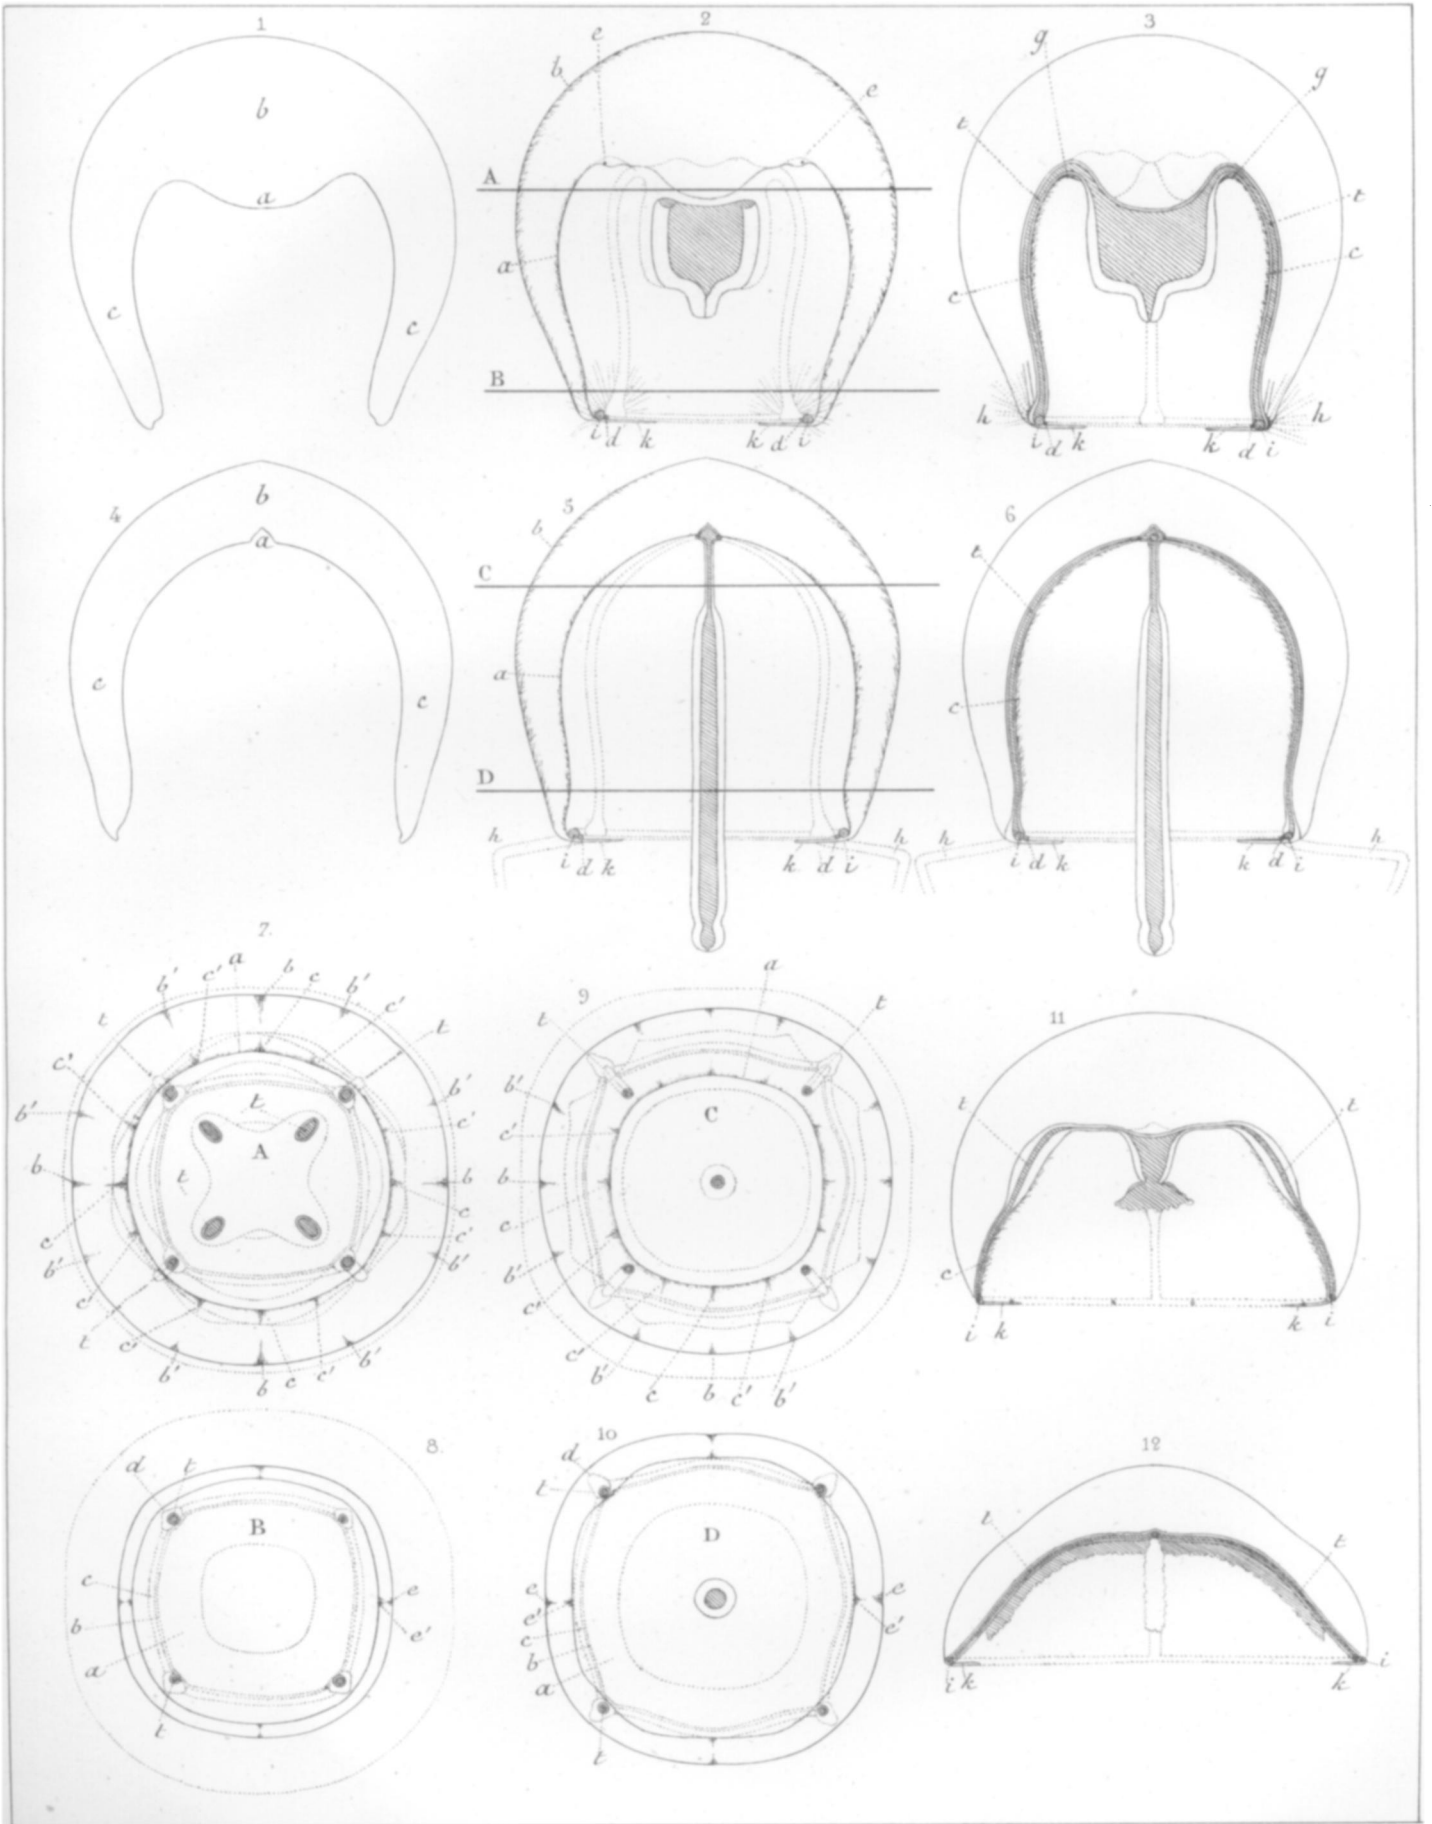 1 2 3
b
a
c c
e
b e
A
a
B
i d k k d i
g g
t t
c c
h h
i d k k d i
4 5 6
b
a
c c
b
C
a
D
h h
i d k k d i
t
c
h h
i d k k d i
7.
b' c' a b c b'
t c' t
c' b'
b' t c'
A
b t b
c c
b' c'
c' b'
t c' b'
b' b c c' b'
9
a
t t
b'
c' C
b
c
b'
c'
c'
b' c b c' b'
11
t t
c
i k k i
8.
d t
B
c e
b e'
a
t
10
d
t
D
e e
e' e'
c
b
a
t
12
t t
i k k i